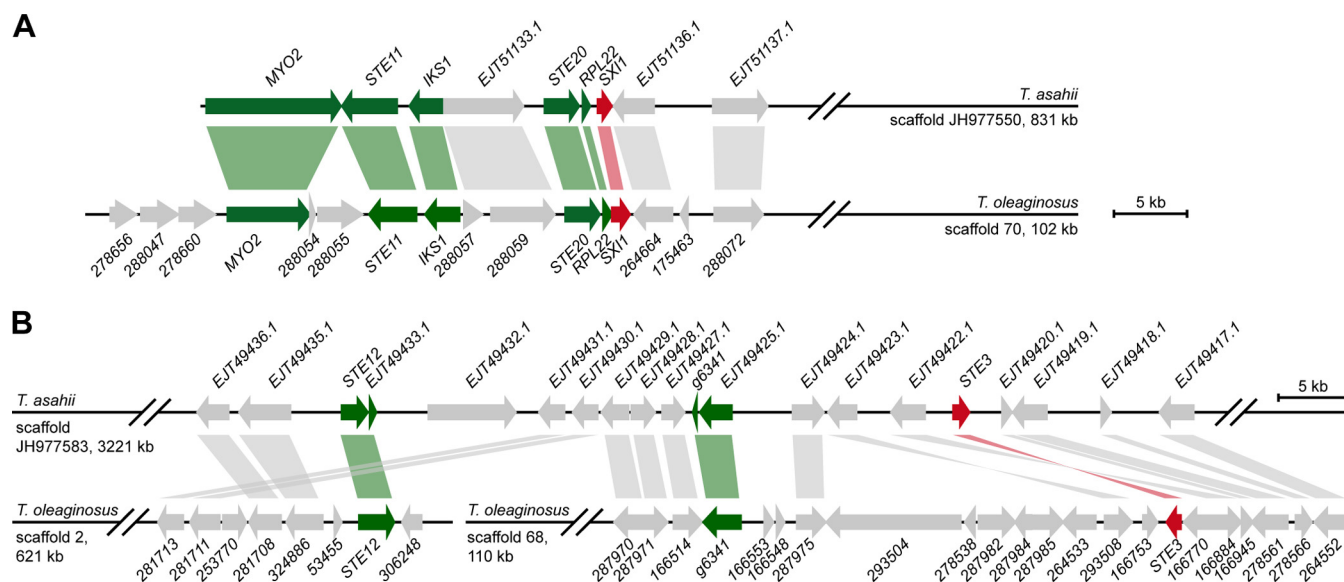 A
MYO2
STE11
IKS1
EJT51133.1
STE20
RPL22
SXI1
EJT51136.1
EJT51137.1
T. asahii
scaffold JH977550, 831 kb
T. oleaginosus
scaffold 70, 102 kb
5 kb
278656
288047
278660
MYO2
288054
288055
STE11
IKS1
288057
288059
STE20
RPL22
SXI1
264664
175463
288072
B
EJT49436.1
EJT49435.1
STE12
EJT49433.1
EJT49432.1
EJT49431.1
EJT49430.1
EJT49429.1
EJT49428.1
EJT49427.1
g6341
EJT49425.1
EJT49424.1
EJT49423.1
EJT49422.1
STE3
EJT49420.1
EJT49419.1
EJT49418.1
EJT49417.1
5 kb
T. asahii
scaffold
JH977583, 3221 kb
T. oleaginosus
scaffold 2,
621 kb
T. oleaginosus
scaffold 68,
110 kb
281713
281711
253770
281708
324886
53455
STE12
306248
287970
287971
166514
g6341
166553
166548
287975
293504
278538
287982
287984
287985
264533
293508
166753
STE3
166770
166884
166945
278561
278566
264552